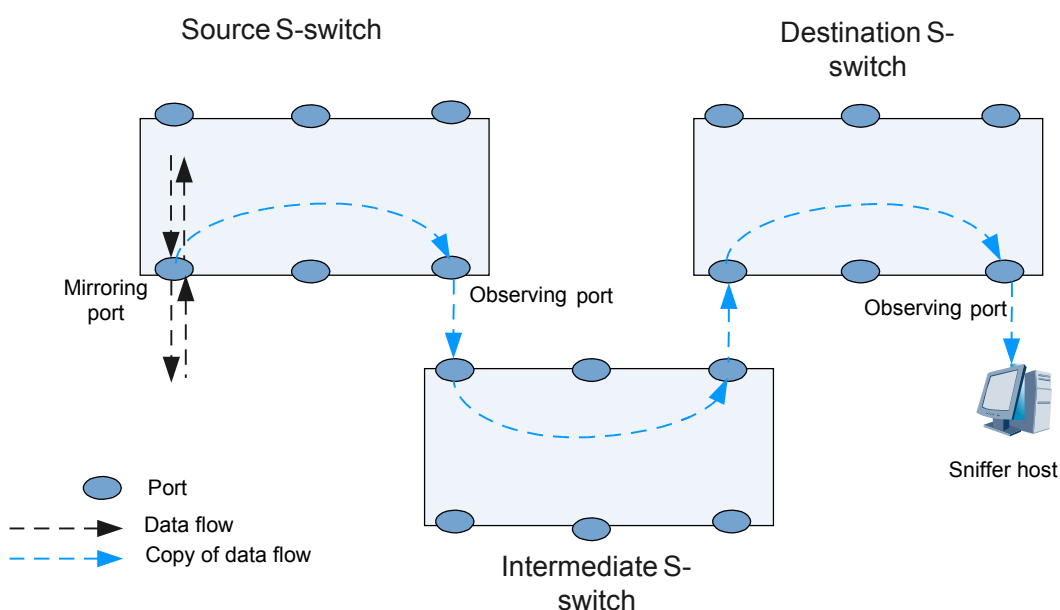 Source S-switch
Destination S-
switch
Mirroring
port
Observing port
Observing port
Sniffer host
Port
Data flow
Copy of data flow
Intermediate S-
switch